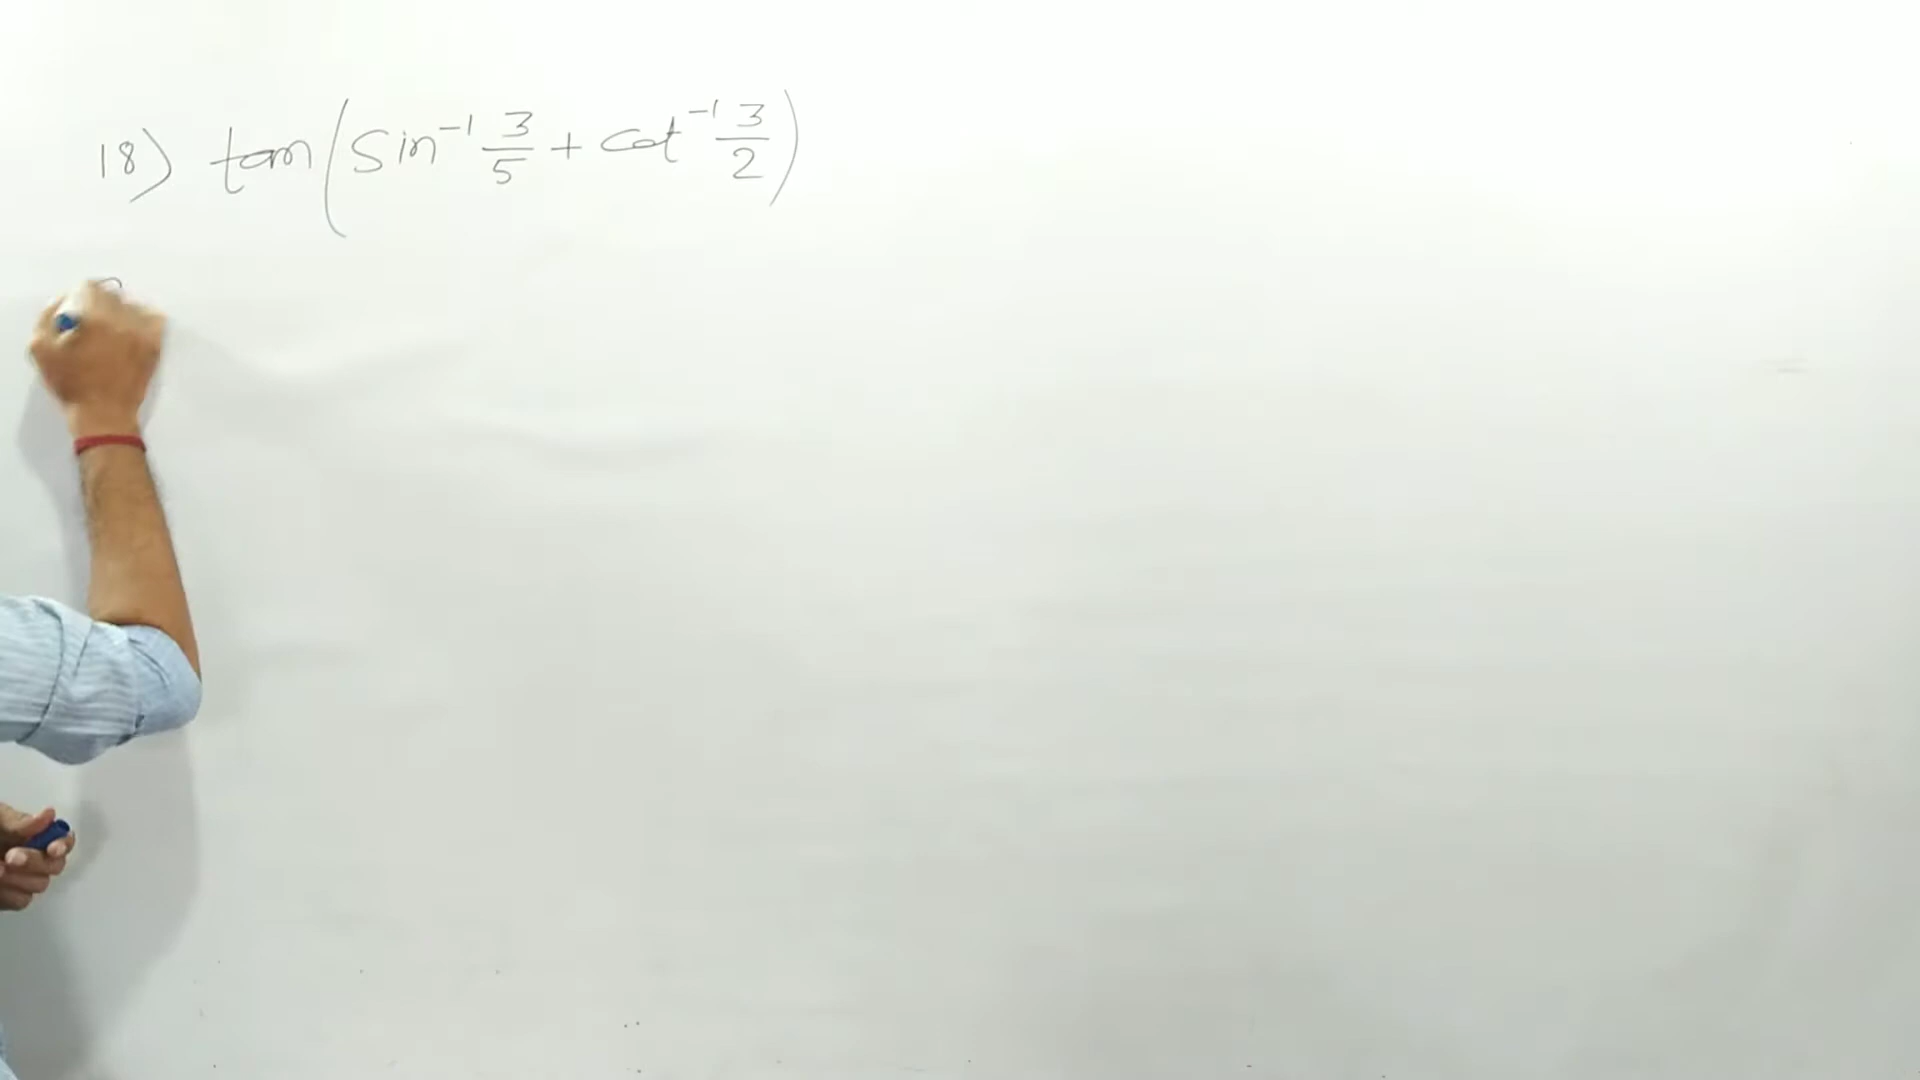 18) tan(Sin⁻¹ 3/5 + cot⁻¹ 3/2)